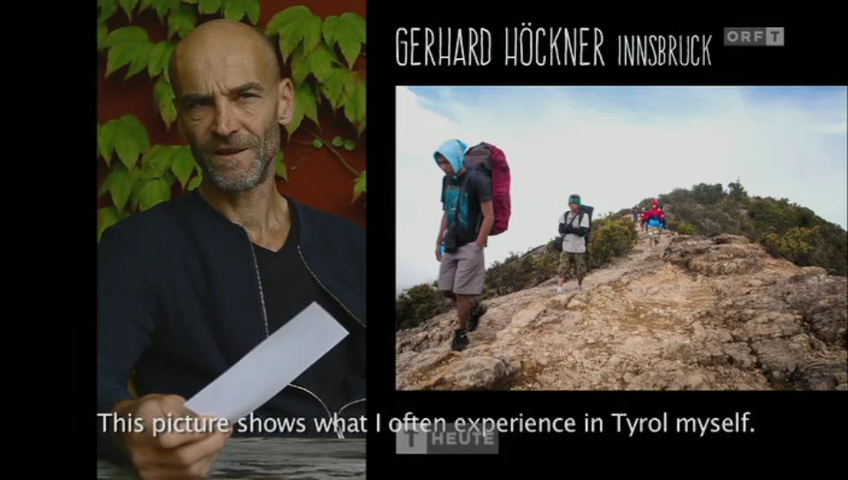 GERHARD HÖCKNER INNSBRUCK
ORF T
This picture shows what I often experience in Tyrol myself.
T HEUTE